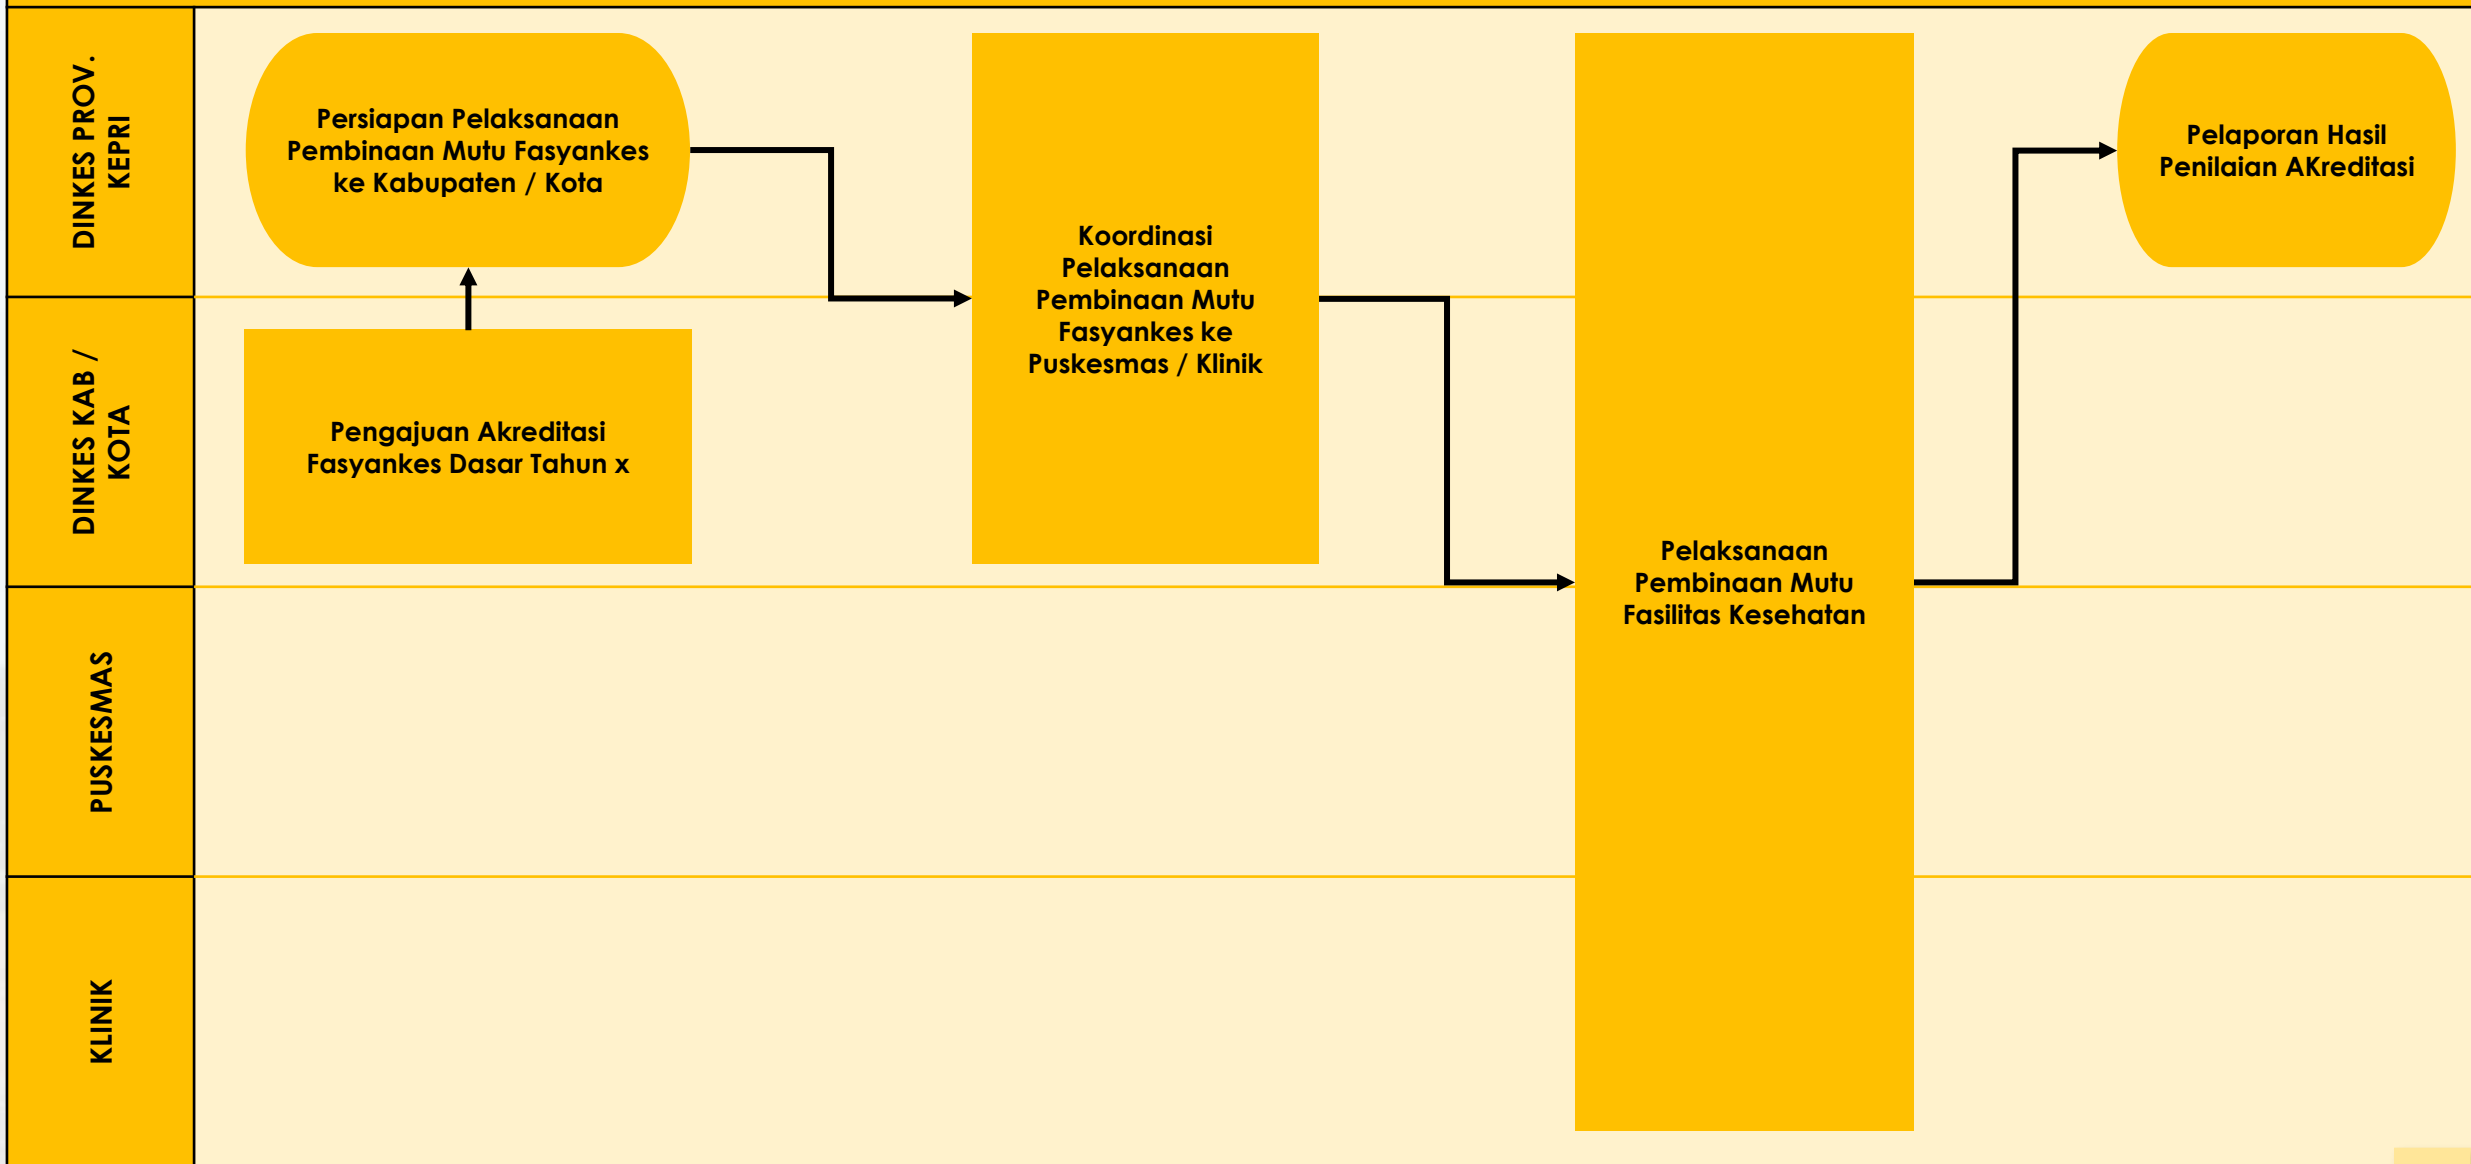 DINKES PROV.
KEPRI
Persiapan Pelaksanaan
Pembinaan Mutu Fasyankes
ke Kabupaten / Kota
Koordinasi
Pelaksanaan
Pembinaan Mutu
Fasyankes ke
Puskesmas / Klinik
Pelaporan Hasil
Penilaian AKreditasi
DINKES KAB /
KOTA
Pengajuan Akreditasi
Fasyankes Dasar Tahun x
Pelaksanaan
Pembinaan Mutu
Fasilitas Kesehatan
PUSKESMAS
KLINIK